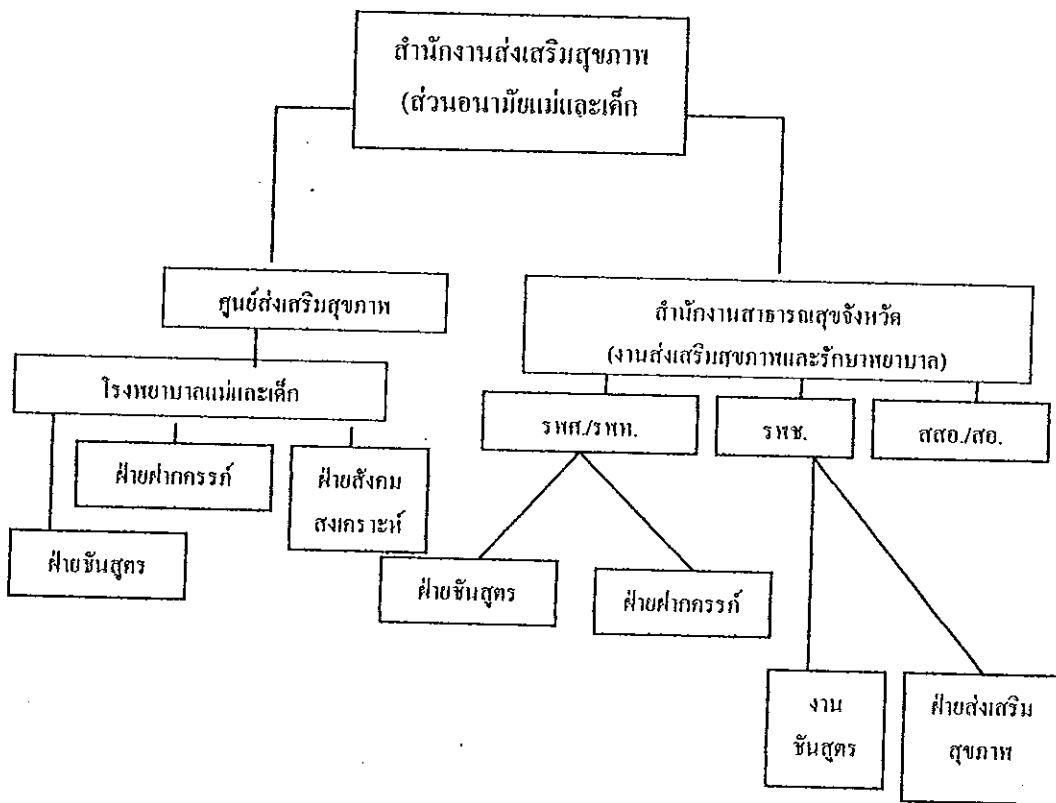 สำนักงานส่งเสริมสุขภาพ
(ส่วนอนามัยแม่และเด็ก
ศูนย์ส่งเสริมสุขภาพ
สำนักงานสาธารณสุขจังหวัด
(งานส่งเสริมสุขภาพและรักษาพยาบาล)
โรงพยาบาลแม่และเด็ก
รพศ./รพท.
รพช.
สสอ./สอ.
ฝ่ายฝากครรภ์
ฝ่ายสังคม
สงเคราะห์
ฝ่ายชันสูตร
ฝ่ายชันสูตร
ฝ่ายฝากครรภ์
งาน
ชันสูตร
ฝ่ายส่งเสริม
สุขภาพ